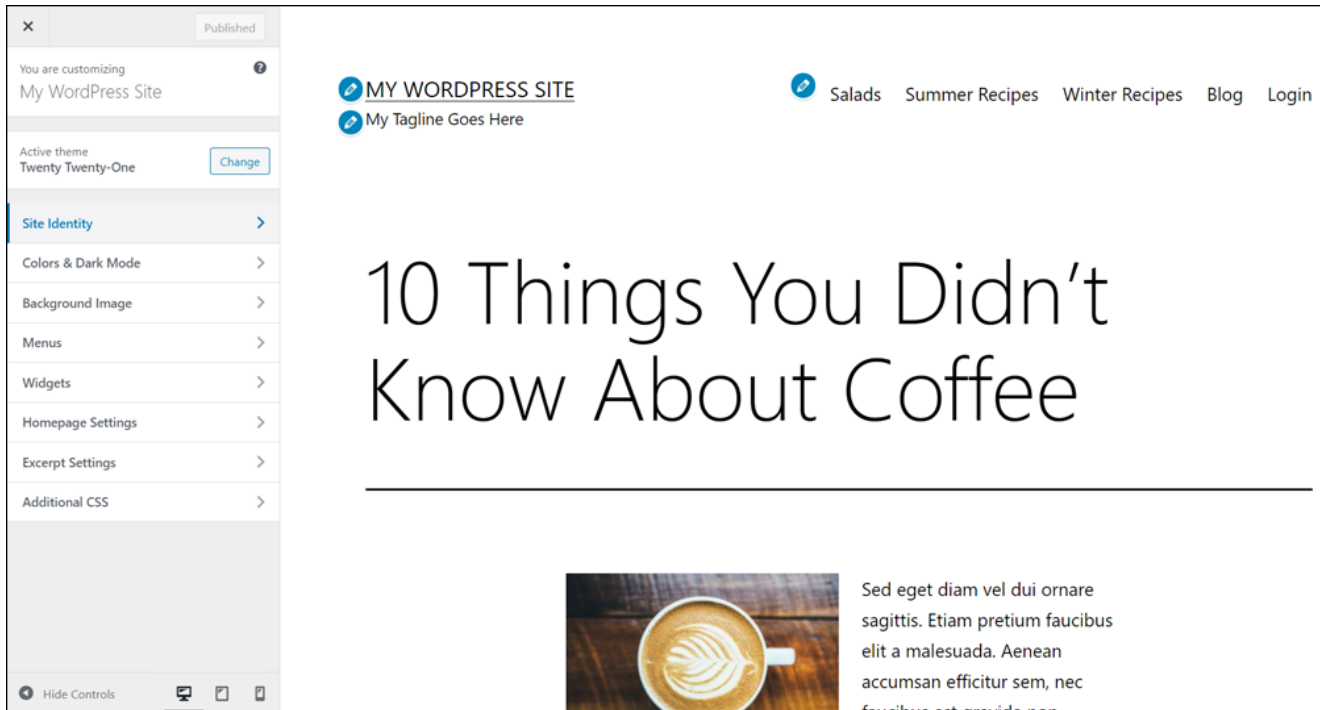 Published
You are customizing
My WordPress Site
Active theme
Twenty Twenty-One
Change
Site Identity
Colors & Dark Mode
Background Image
Menus
Widgets
Homepage Settings
Excerpt Settings
Additional CSS
Hide Controls
MY WORDPRESS SITE
My Tagline Goes Here
Salads Summer Recipes Winter Recipes Blog Login
10 Things You Didn’t
Know About Coffee
Sed eget diam vel dui ornare
sagittis. Etiam pretium faucibus
elit a malesuada. Aenean
accumsan efficitur sem, nec